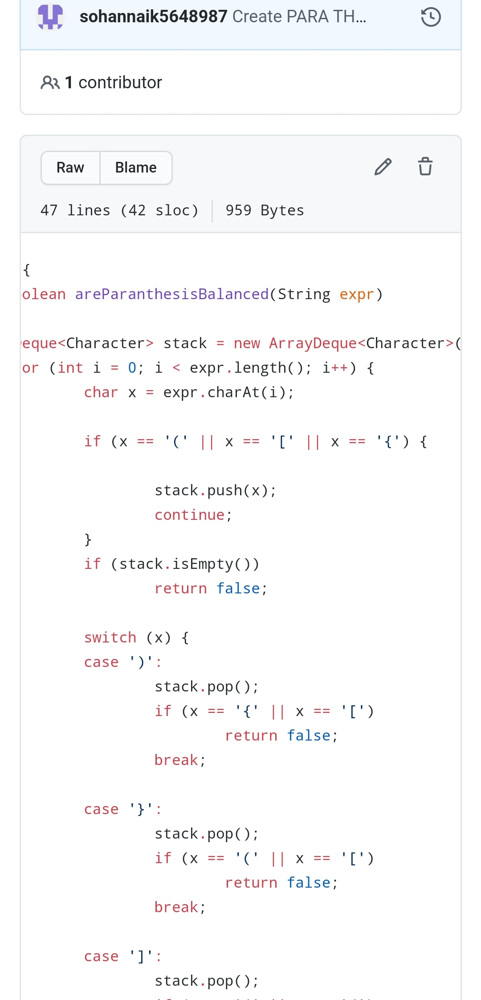 sohannaik5648987 Create PARA TH...
1 contributor
Raw Blame
47 lines (42 sloc) 959 Bytes
{
olean areParanthesisBalanced(String expr)
eque<Character> stack = new ArrayDeque<Character>(
or (int i = 0; i < expr.length(); i++) {
char x = expr.charAt(i);
if (x == '(' || x == '[' || x == '{') {
stack.push(x);
continue;
}
if (stack.isEmpty())
return false;
switch (x) {
case ')':
stack.pop();
if (x == '{' || x == '[')
return false;
break;
case '}':
stack.pop();
if (x == '(' || x == '[')
return false;
break;
case ']':
stack.pop();